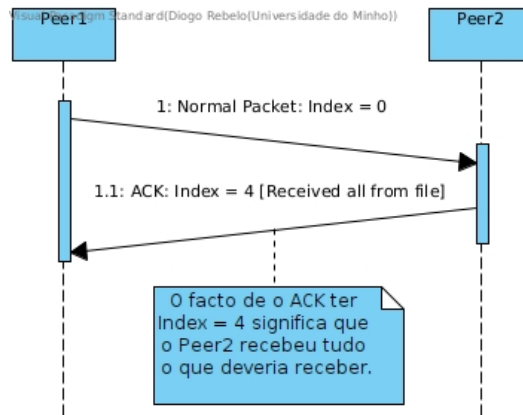 Visual Paradigm Standard(Diogo Rebelo(Universidade do Minho))
Peer1
Peer2
1: Normal Packet: Index = 0
1.1: ACK: Index = 4 [Received all from file]
O facto de o ACK ter
Index = 4 significa que
o Peer2 recebeu tudo
o que deveria receber.